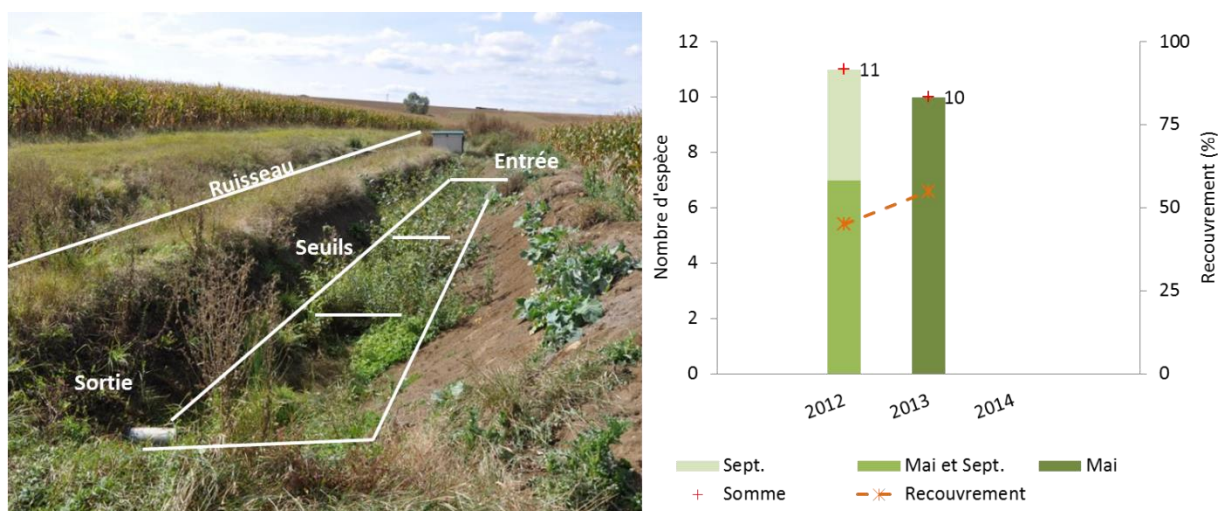 Ruisseau
Entrée
Seuils
Sortie
Nombre d'espèce
12
10
8
6
4
2
0
11
10
100
75
50
25
0
Recouvrement (%)
2012
2013
2014
Sept.
Mai et Sept.
Mai
Somme
Recouvrement